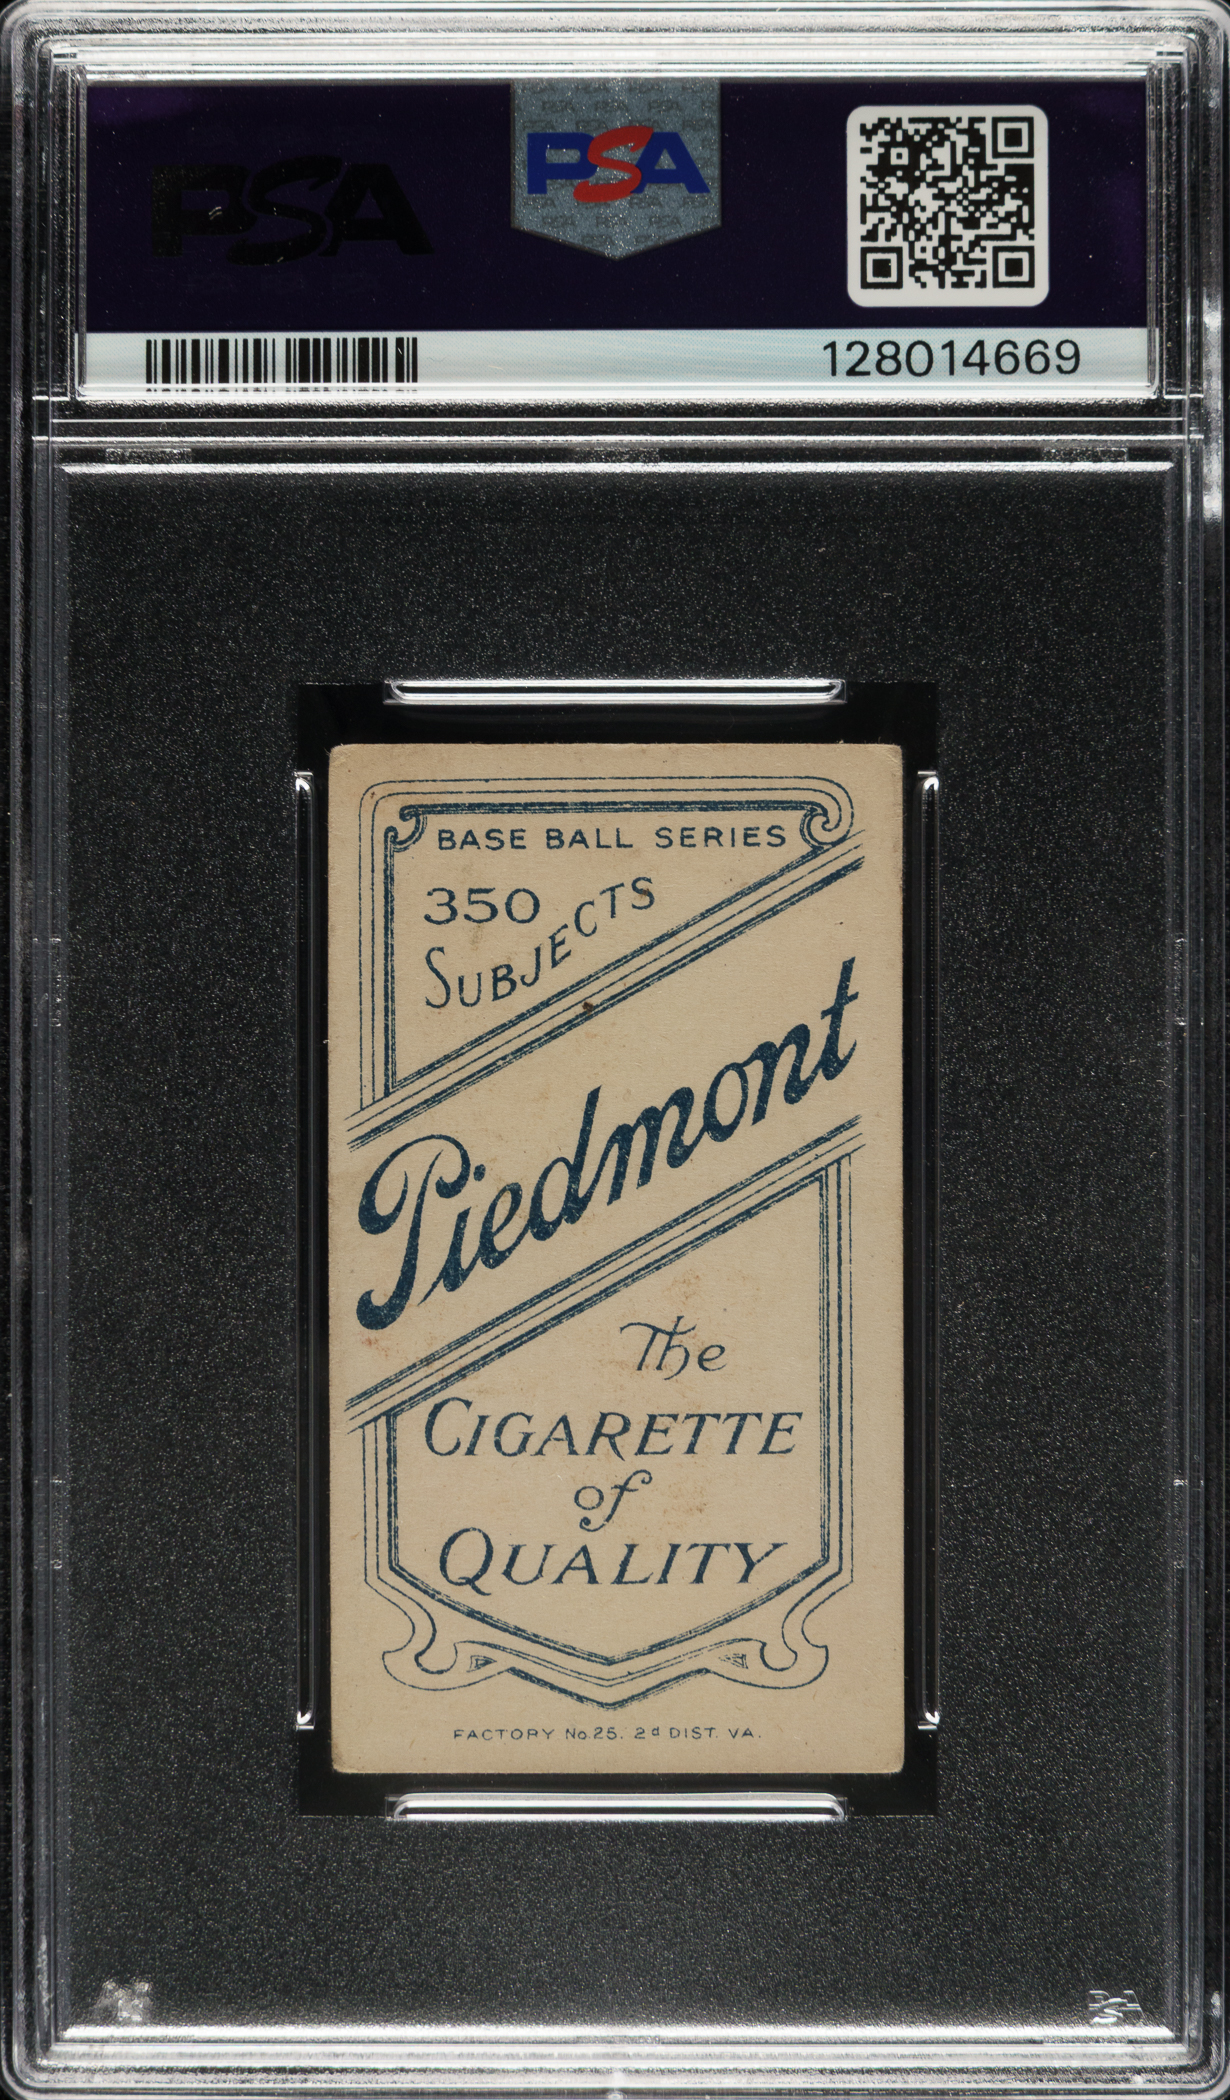 PSA
PSA
128014669
BASE BALL SERIES
350
SUBJECTS
Piedmont
The
CIGARETTE
of
QUALITY
FACTORY No. 25. 2d DIST. VA.
PSA